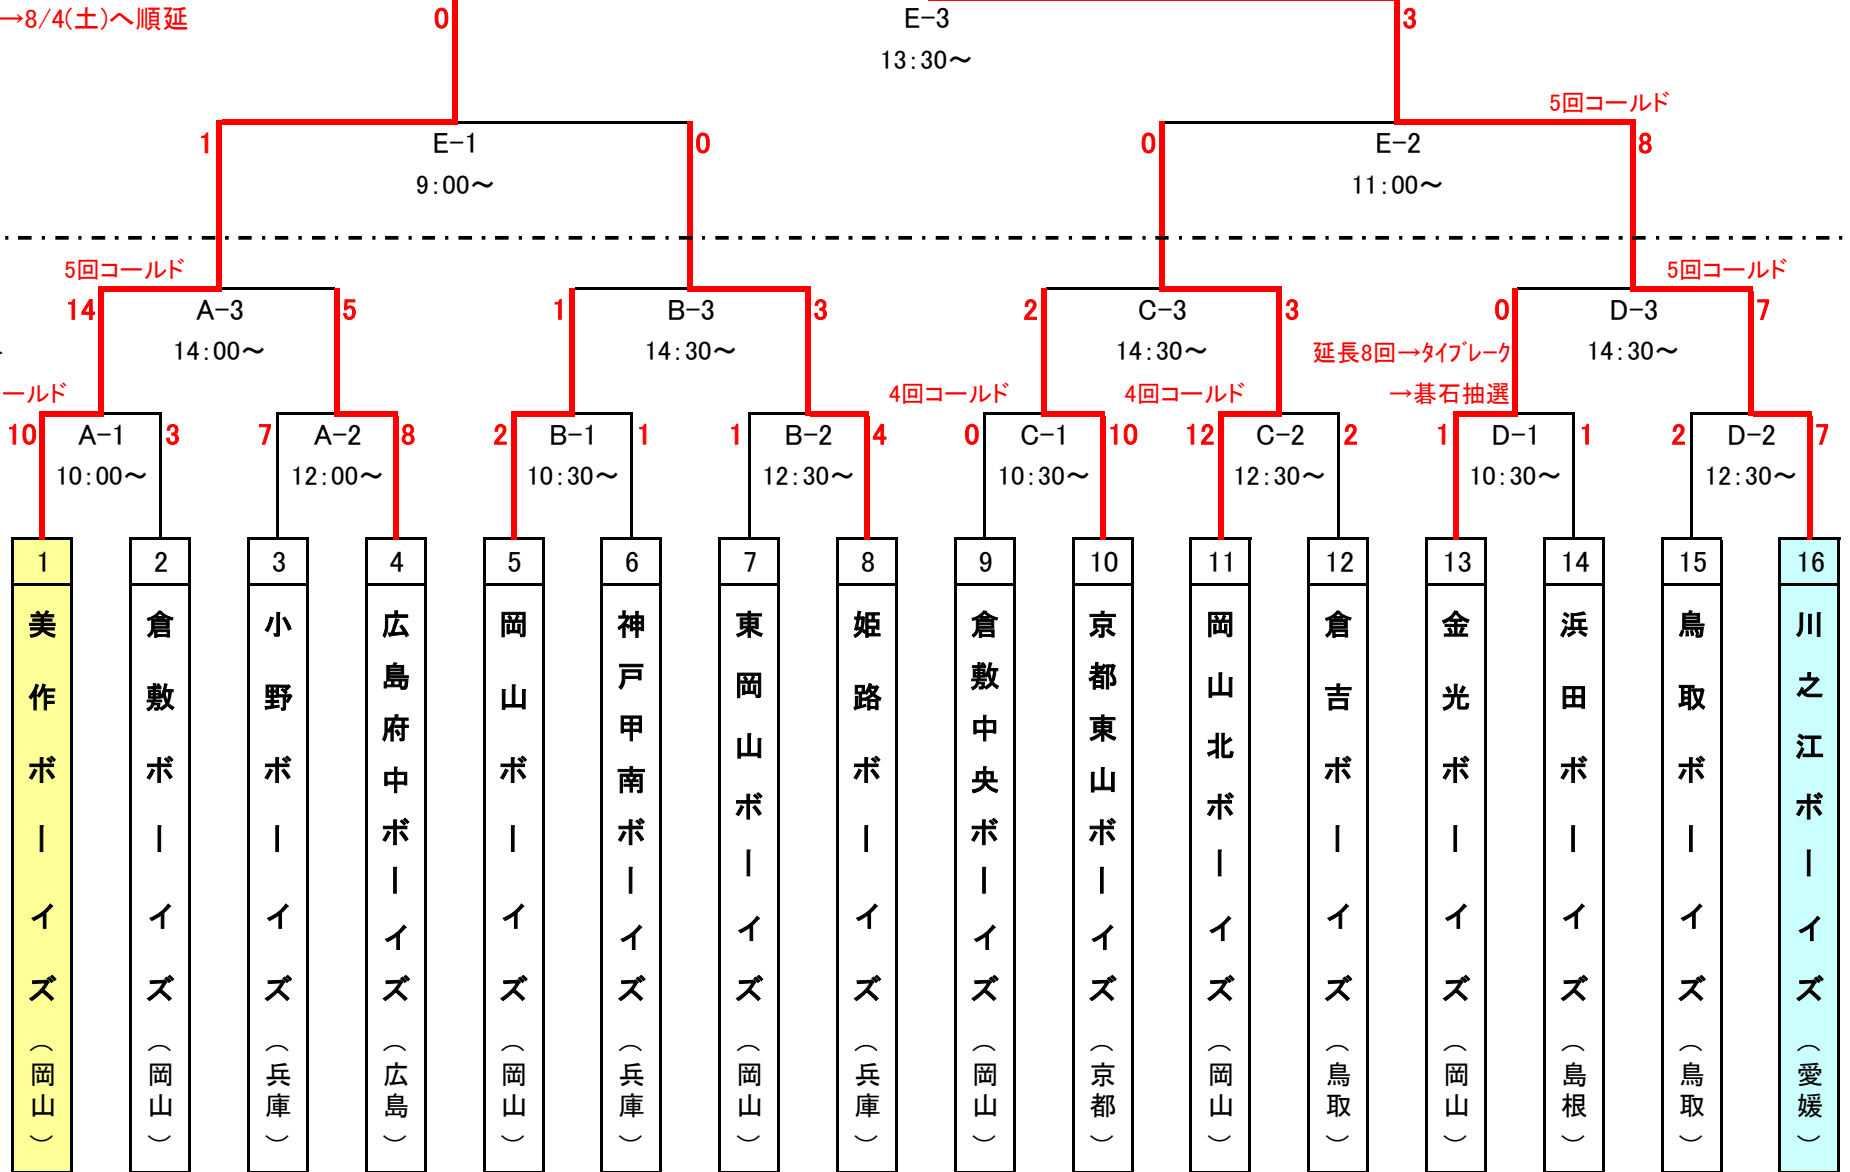 →8/4(土)へ順延
0
E-3
3
13:30～
5回コールド
1
E-1
0
0
E-2
8
9:00～
11:00～
5回コールド
5回コールド
14
A-3
5
1
B-3
3
2
C-3
3
0
D-3
7
14:00～
14:30～
14:30～
延長8回→タイブレーク
14:30～
ールド
4回コールド
4回コールド
→碁石抽選
10
A-1
3
7
A-2
8
2
B-1
1
1
B-2
4
0
C-1
10
12
C-2
2
1
D-1
1
2
D-2
7
10:00～
12:00～
10:30～
12:30～
10:30～
12:30～
10:30～
12:30～
1
美作ボーイズ(岡山)
2
倉敷ボーイズ(岡山)
3
小野ボーイズ(兵庫)
4
広島府中ボーイズ(広島)
5
岡山ボーイズ(岡山)
6
神戸甲南ボーイズ(兵庫)
7
東岡山ボーイズ(岡山)
8
姫路ボーイズ(兵庫)
9
倉敷中央ボーイズ(岡山)
10
京都東山ボーイズ(京都)
11
岡山北ボーイズ(岡山)
12
倉吉ボーイズ(鳥取)
13
金光ボーイズ(岡山)
14
浜田ボーイズ(島根)
15
鳥取ボーイズ(鳥取)
16
川之江ボーイズ(愛媛)